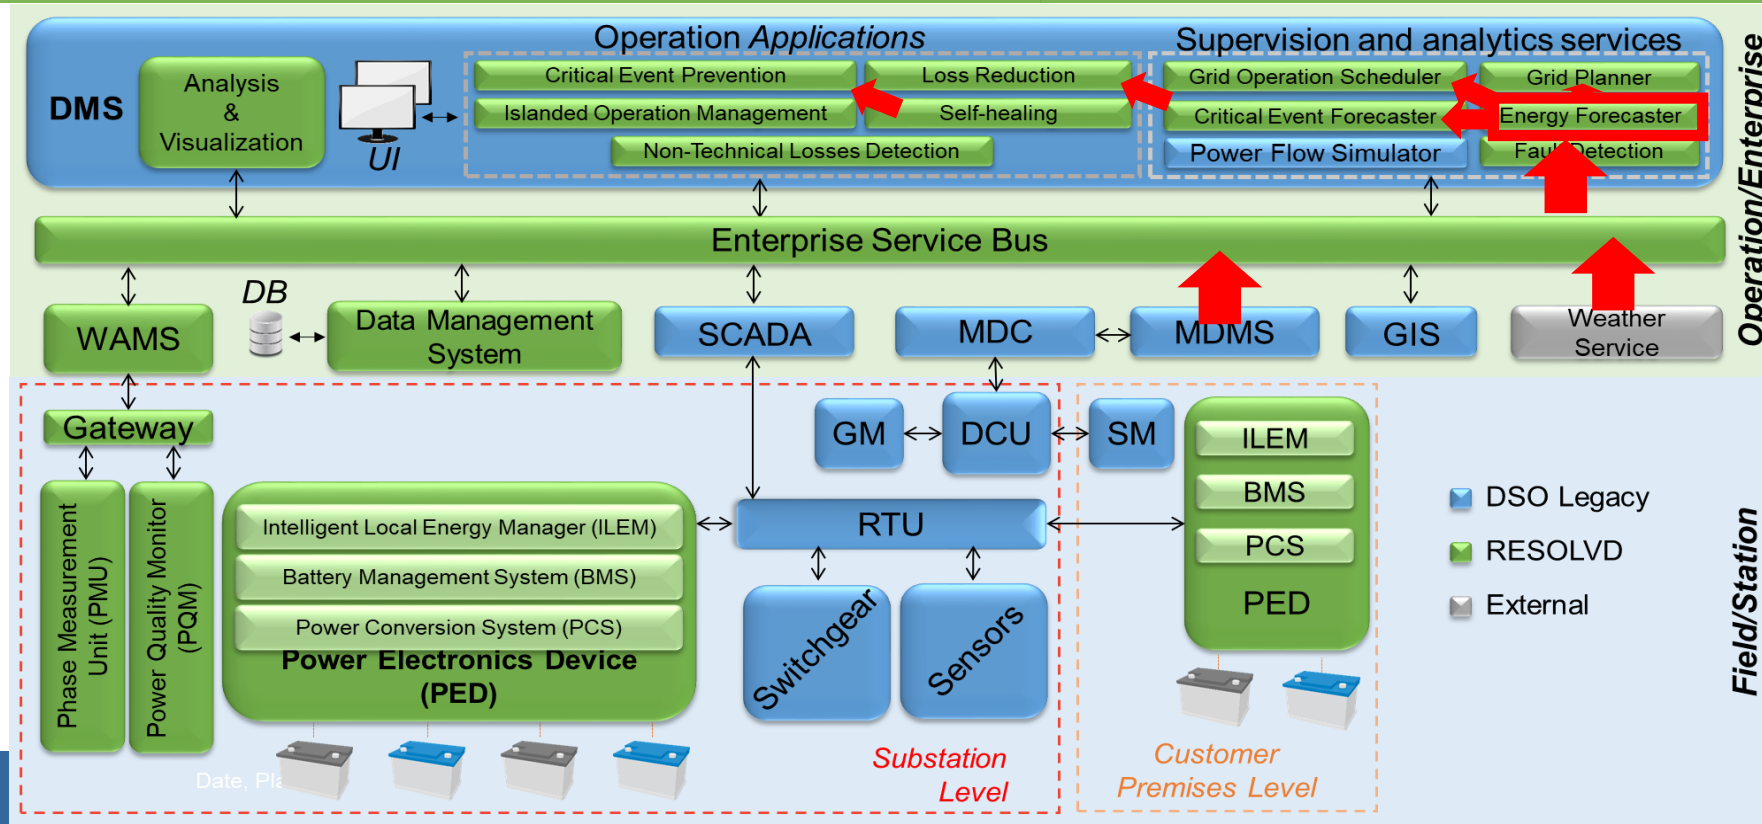 Operation Applications
Supervision and analytics services
DMS
Analysis
&
Visualization
UI
Critical Event Prevention
Loss Reduction
Islanded Operation Management
Self-healing
Non-Technical Losses Detection
Grid Operation Scheduler
Grid Planner
Critical Event Forecaster
Energy Forecaster
Power Flow Simulator
Fault Detection
Operation/Enterprise
Enterprise Service Bus
WAMS
DB
Data Management
System
SCADA
MDC
MDMS
GIS
Weather
Service
Gateway
GM
DCU
SM
ILEM
BMS
PCS
PED
Phase Measurement
Unit (PMU)
Power Quality Monitor
(PQM)
Intelligent Local Energy Manager (ILEM)
Battery Management System (BMS)
Power Conversion System (PCS)
Power Electronics Device
(PED)
RTU
Switchgear
Sensors
DSO Legacy
RESOLVD
External
Field/Station
Substation
Level
Customer
Premises Level
Date,